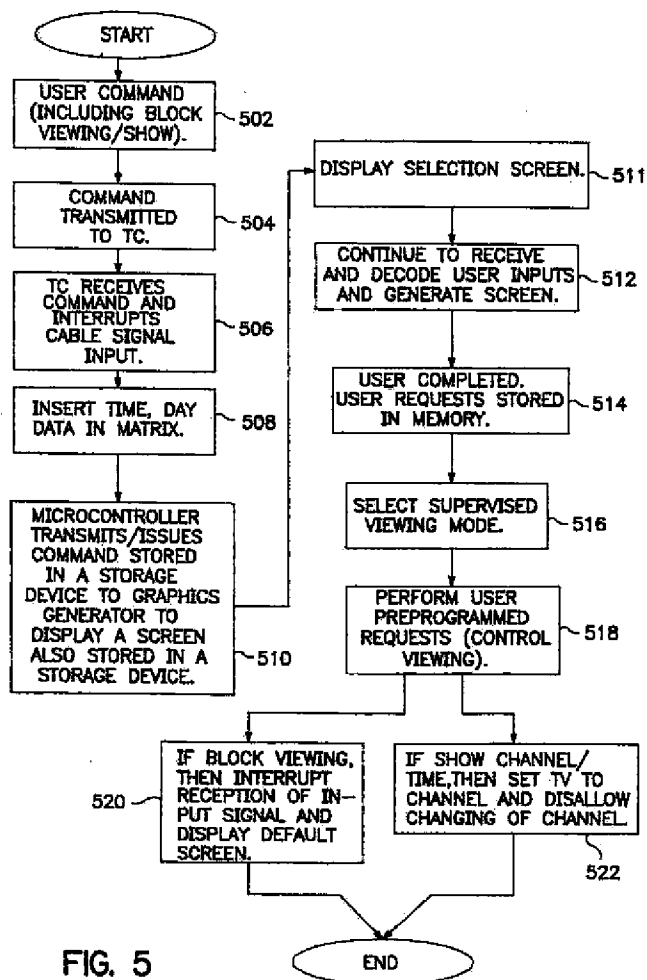 START
USER COMMAND
(INCLUDING BLOCK
VIEWING/SHOW).
502
COMMAND
TRANSMITTED
TO TC.
504
TC RECEIVES
COMMAND AND
INTERRUPTS
CABLE SIGNAL
INPUT.
506
INSERT TIME, DAY
DATA IN MATRIX.
508
MICROCONTROLLER
TRANSMITS/ISSUES
COMMAND STORED
IN A STORAGE
DEVICE TO GRAPHICS
GENERATOR TO
DISPLAY A SCREEN
ALSO STORED IN A
STORAGE DEVICE.
510
DISPLAY SELECTION SCREEN.
511
CONTINUE TO RECEIVE
AND DECODE USER INPUTS
AND GENERATE SCREEN.
512
USER COMPLETED.
USER REQUESTS STORED
IN MEMORY.
514
SELECT SUPERVISED
VIEWING MODE.
516
PERFORM USER
PREPROGRAMMED
REQUESTS (CONTROL
VIEWING).
518
IF BLOCK VIEWING,
THEN INTERRUPT
RECEPTION OF IN-
PUT SIGNAL AND
DISPLAY DEFAULT
SCREEN.
520
IF SHOW CHANNEL/
TIME,THEN SET TV TO
CHANNEL AND DISALLOW
CHANGING OF CHANNEL.
522
END
FIG. 5